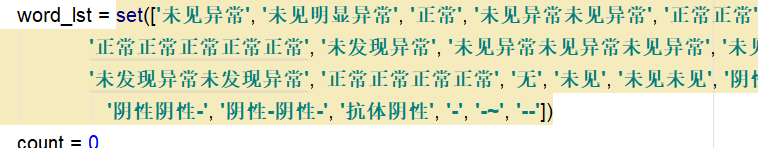 word_lst = set(['未见异常', '未见明显异常', '正常', '未见异常未见异常', '正常正常'
'正常正常正常正常正常', '未发现异常', '未见异常未见异常未见异常', '未见
'未发现异常未发现异常', '正常正常正常正常', '无', '未见', '未见未见', '阴
'阴性阴性-', '阴性-阴性-', '抗体阴性', '-', '-~', '--'])
count = 0